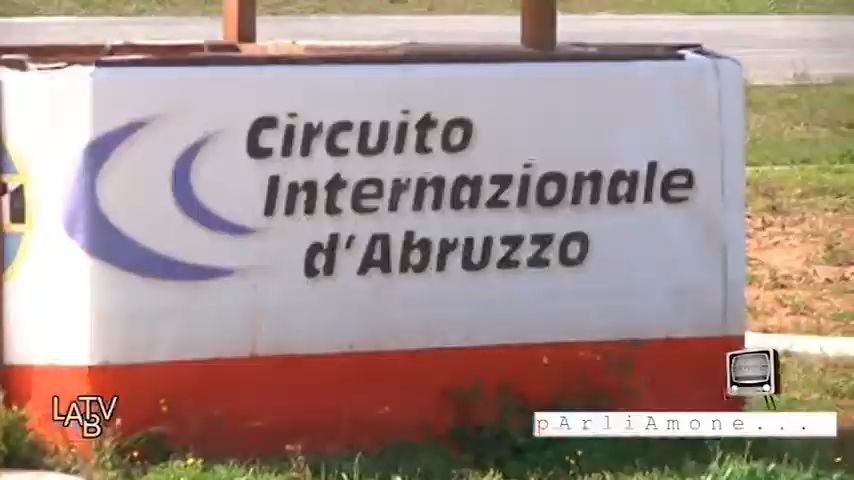 Circuito
Internazionale
d'Abruzzo
LATV
B
pArliAmone...